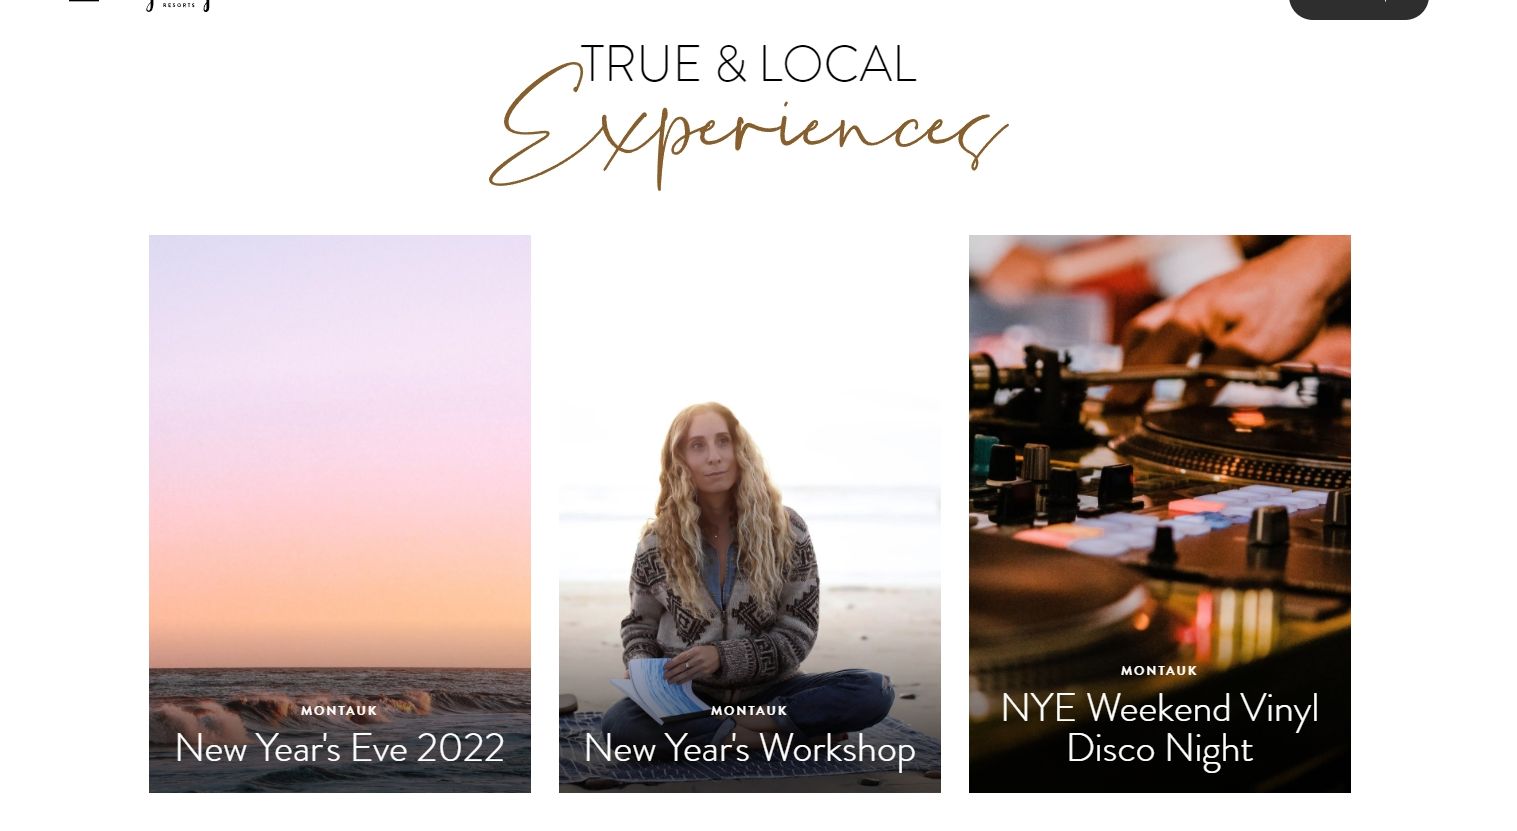 RESORTS
TRUE & LOCAL
Experiences
MONTAUK
New Year's Eve 2022
MONTAUK
New Year's Workshop
MONTAUK
NYE Weekend Vinyl
Disco Night